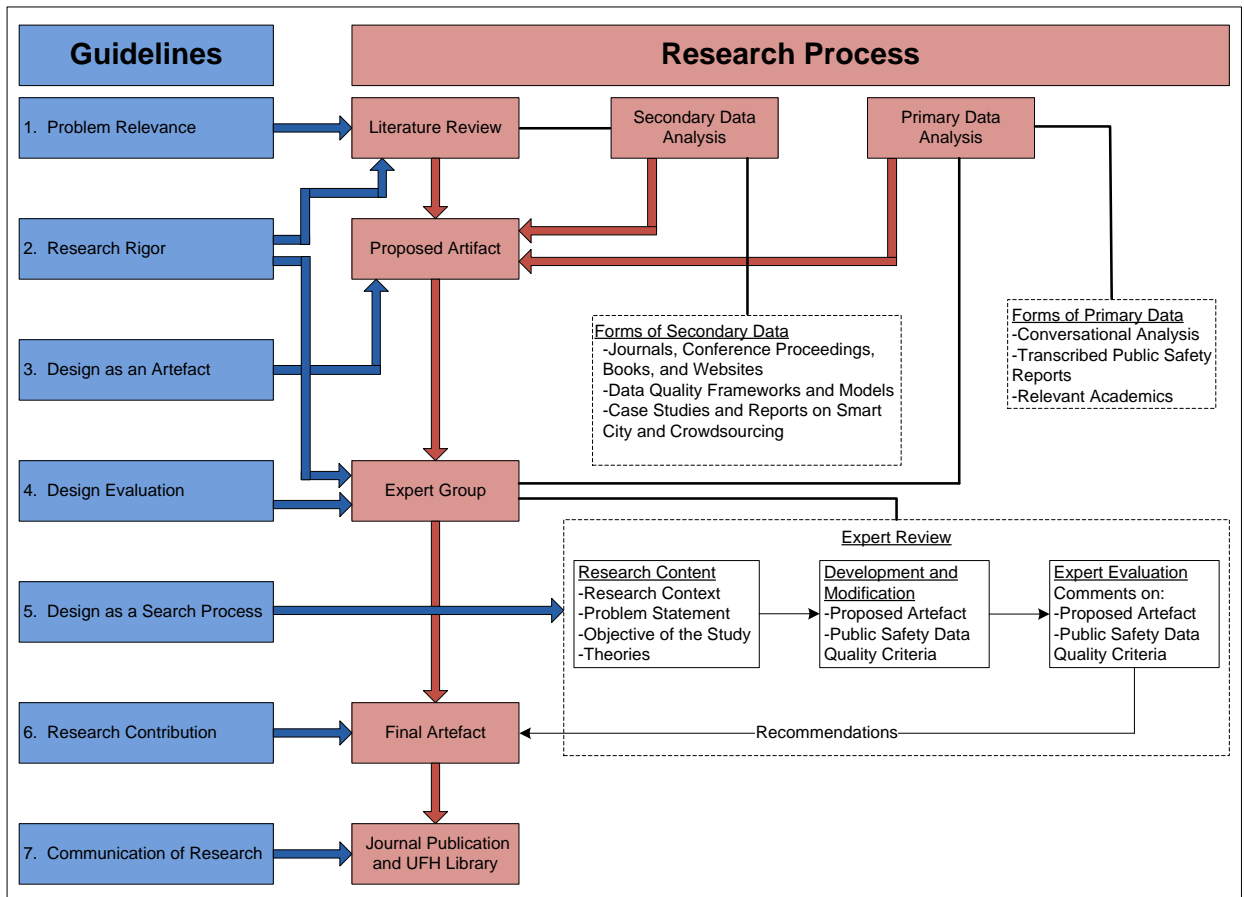 Guidelines
Research Process
1. Problem Relevance
Literature Review
Secondary Data
Analysis
Primary Data
Analysis
2. Research Rigor
Proposed Artifact
3. Design as an Artefact
Forms of Secondary Data
-Journals, Conference Proceedings,
Books, and Websites
-Data Quality Frameworks and Models
-Case Studies and Reports on Smart
City and Crowdsourcing
Forms of Primary Data
-Conversational Analysis
-Transcribed Public Safety
Reports
-Relevant Academics
4. Design Evaluation
Expert Group
Expert Review
5. Design as a Search Process
Research Content
-Research Context
-Problem Statement
-Objective of the Study
-Theories
Development and
Modification
-Proposed Artefact
-Public Safety Data
Quality Criteria
Expert Evaluation
Comments on:
-Proposed Artefact
-Public Safety Data
Quality Criteria
6. Research Contribution
Final Artefact
Recommendations
7. Communication of Research
Journal Publication
and UFH Library